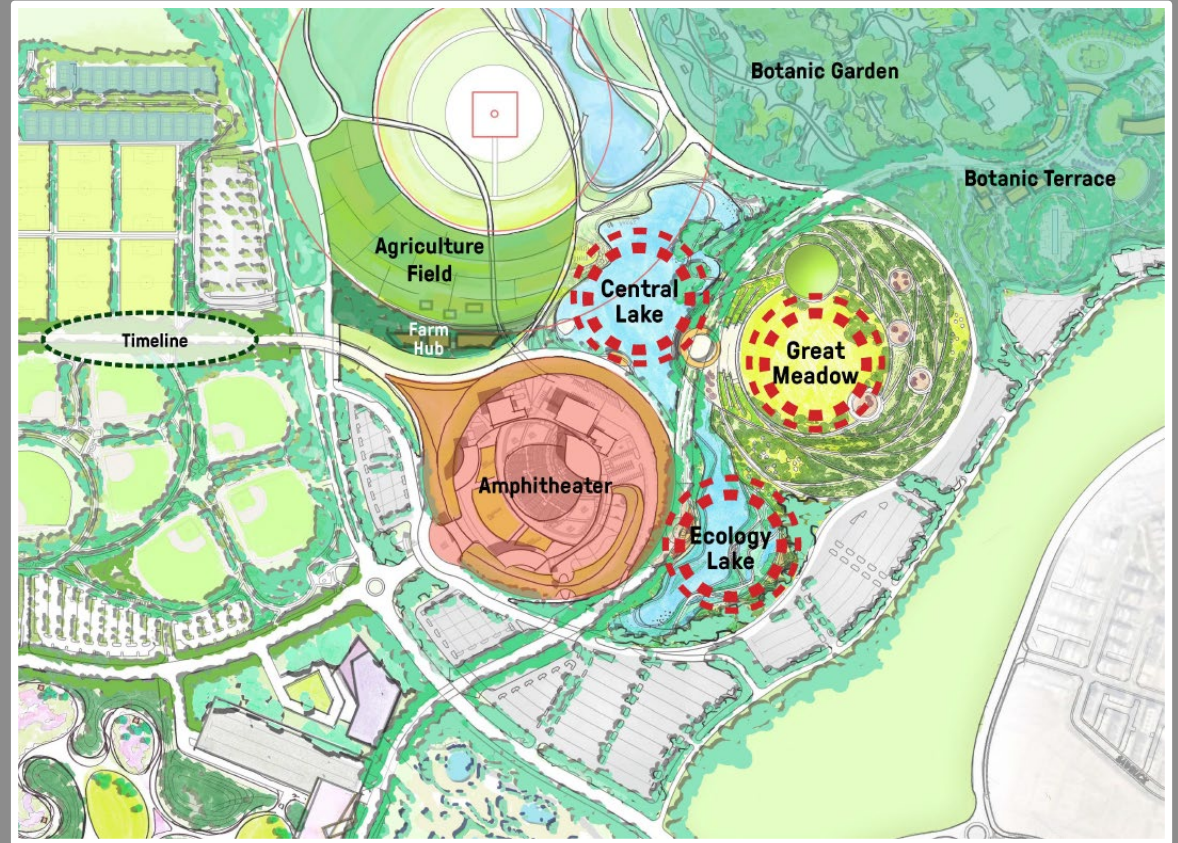 Botanic Garden
Botanic Terrace
Agriculture
Field
Central
Lake
Farm
Hub
Timeline
Great
Meadow
Amphitheater
Ecology
Lake